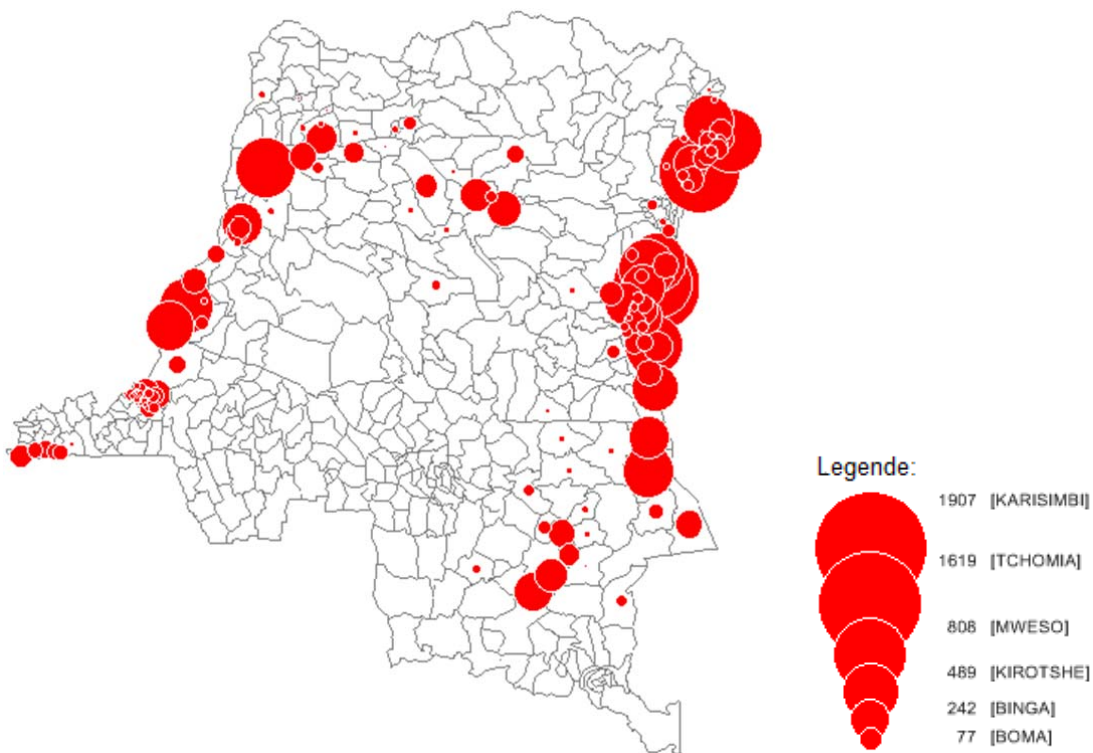 Legende:
1907 [KARISIMBI]
1619 [TCHOMIA]
808 [MWESO]
489 [KIROTSHE]
242 [BINGA]
77 [BOMA]